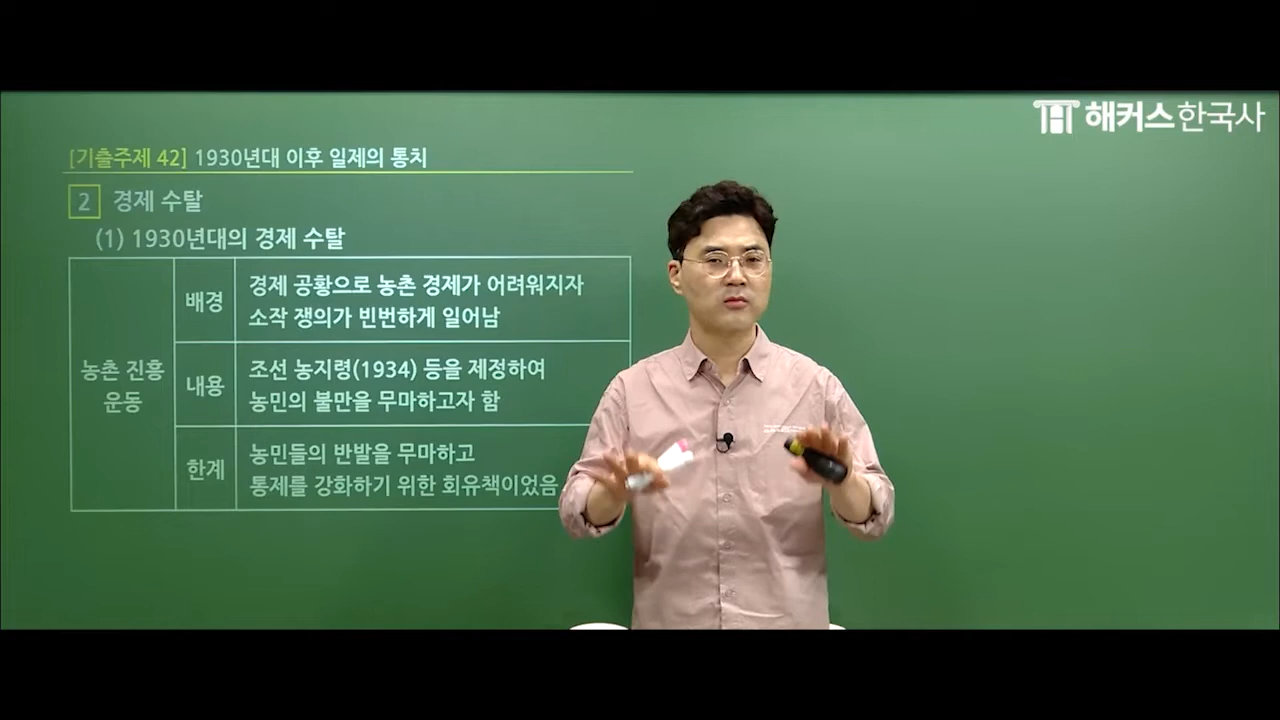 해커스한국사
[기출주제 42] 1930년대 이후 일제의 통치
2 경제 수탈
(1) 1930년대의 경제 수탈
농촌 진흥
운동
배경
경제 공황으로 농촌 경제가 어려워지자
소작 쟁의가 빈번하게 일어남
내용
조선 농지령(1934) 등을 제정하여
농민의 불만을 무마하고자 함
한계
농민들의 반발을 무마하고
통제를 강화하기 위한 회유책이었음